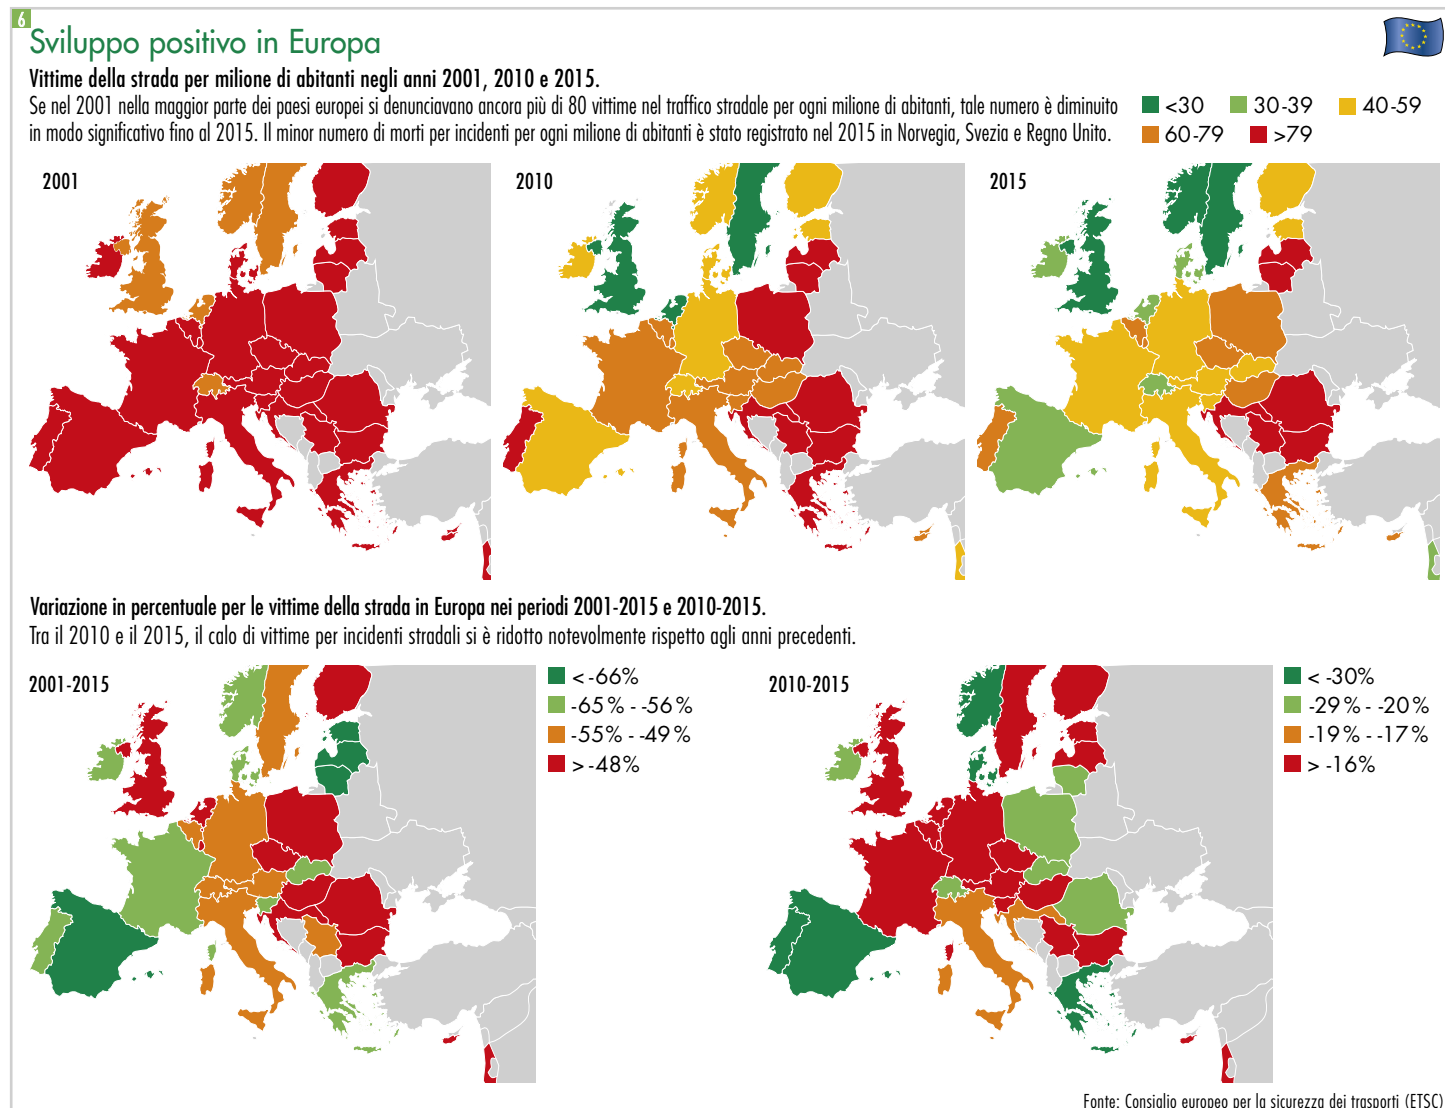 6
Sviluppo positivo in Europa
Vittime della strada per milione di abitanti negli anni 2001, 2010 e 2015.
Se nel 2001 nella maggior parte dei paesi europei si denunciavano ancora più di 80 vittime nel traffico stradale per ogni milione di abitanti, tale numero è diminuito
in modo significativo fino al 2015. Il minor numero di morti per incidenti per ogni milione di abitanti è stato registrato nel 2015 in Norvegia, Svezia e Regno Unito.
<30 30-39 40-59
60-79 >79
2001
2010
2015
Variazione in percentuale per le vittime della strada in Europa nei periodi 2001-2015 e 2010-2015.
Tra il 2010 e il 2015, il calo di vittime per incidenti stradali si è ridotto notevolmente rispetto agli anni precedenti.
2001-2015
< -66%
-65% - -56%
-55% - -49%
> -48%
2010-2015
< -30%
-29% - -20%
-19% - -17%
> -16%
Fonte: Consiglio europeo per la sicurezza dei trasporti (ETSC)